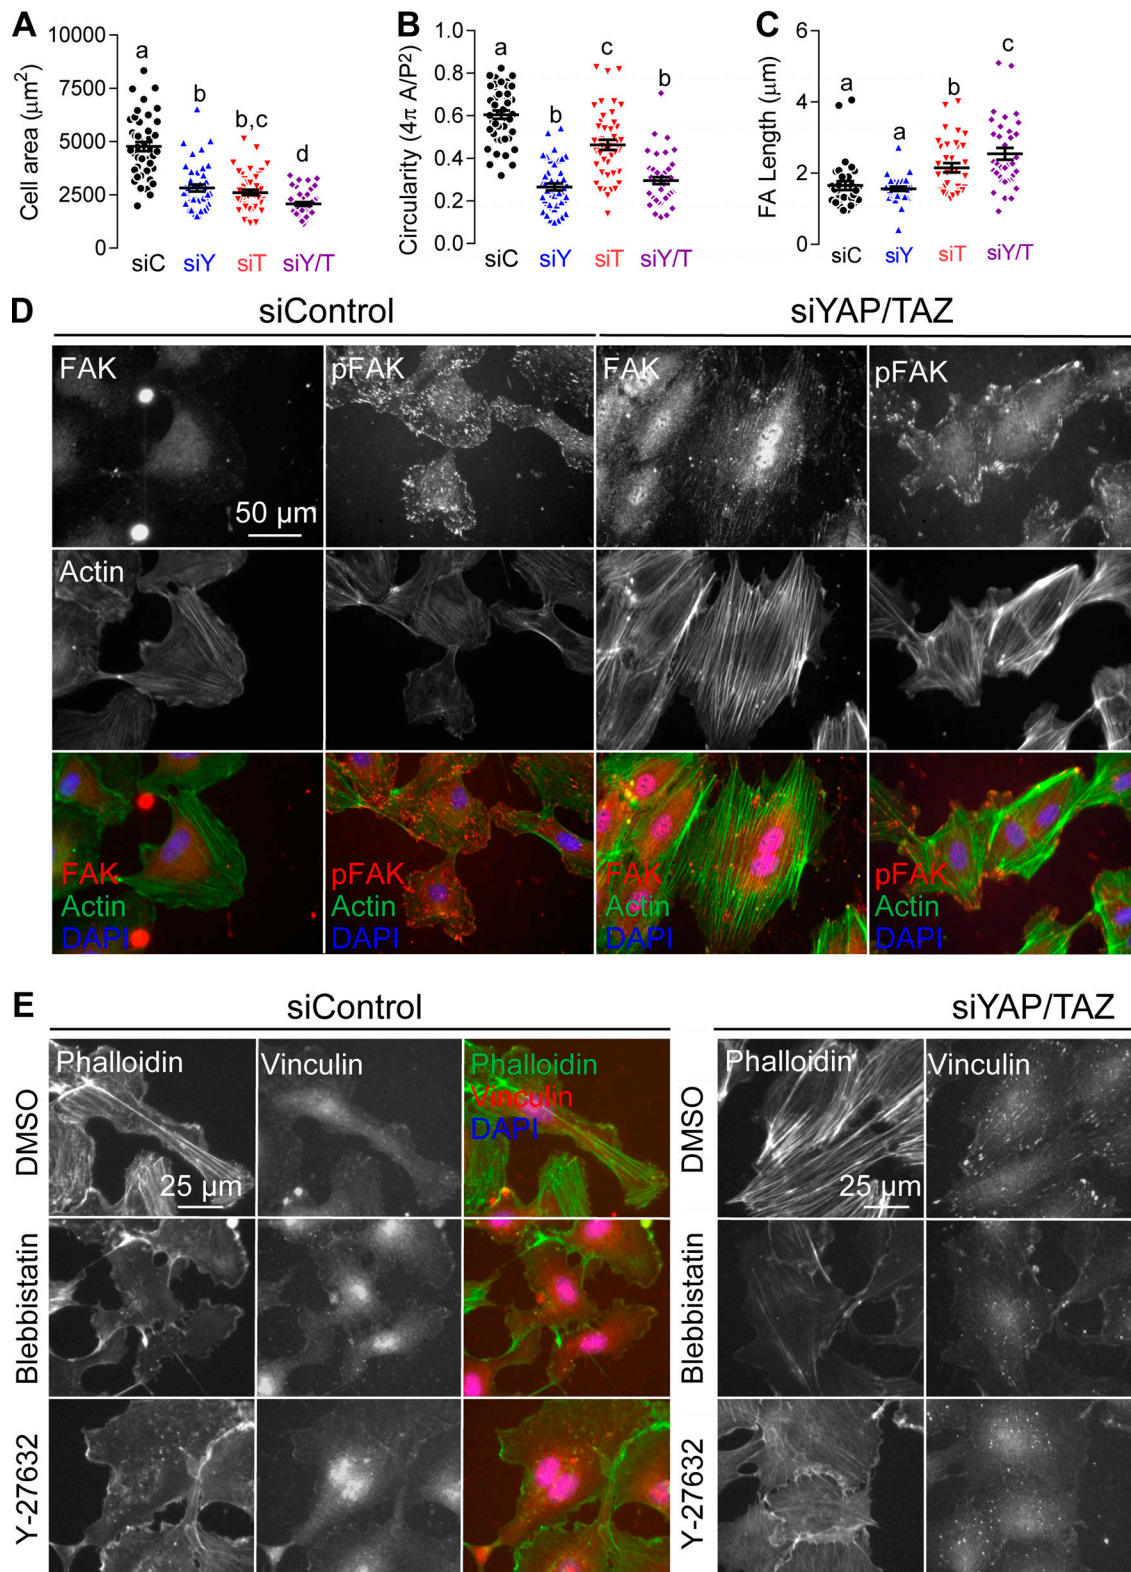 A
10000
7500
5000
2500
0
Cell area (µm²)
a
b
b,c
d
siC
siY
siT
siY/T
B
1.0
0.8
0.6
0.4
0.2
0.0
Circularity (4π A/P²)
a
b
c
b
siC
siY
siT
siY/T
C
6
4
2
0
FA Length (µm)
a
a
b
c
siC
siY
siT
siY/T
D
siControl
siYAP/TAZ
FAK
pFAK
FAK
pFAK
50 µm
Actin
FAK
Actin
DAPI
pFAK
Actin
DAPI
FAK
Actin
DAPI
pFAK
Actin
DAPI
E
siControl
siYAP/TAZ
DMSO
Phalloidin
25 µm
Vinculin
Phalloidin
Vinculin
DAPI
DMSO
Phalloidin
25 µm
Vinculin
Blebbistatin
Blebbistatin
Y-27632
Y-27632